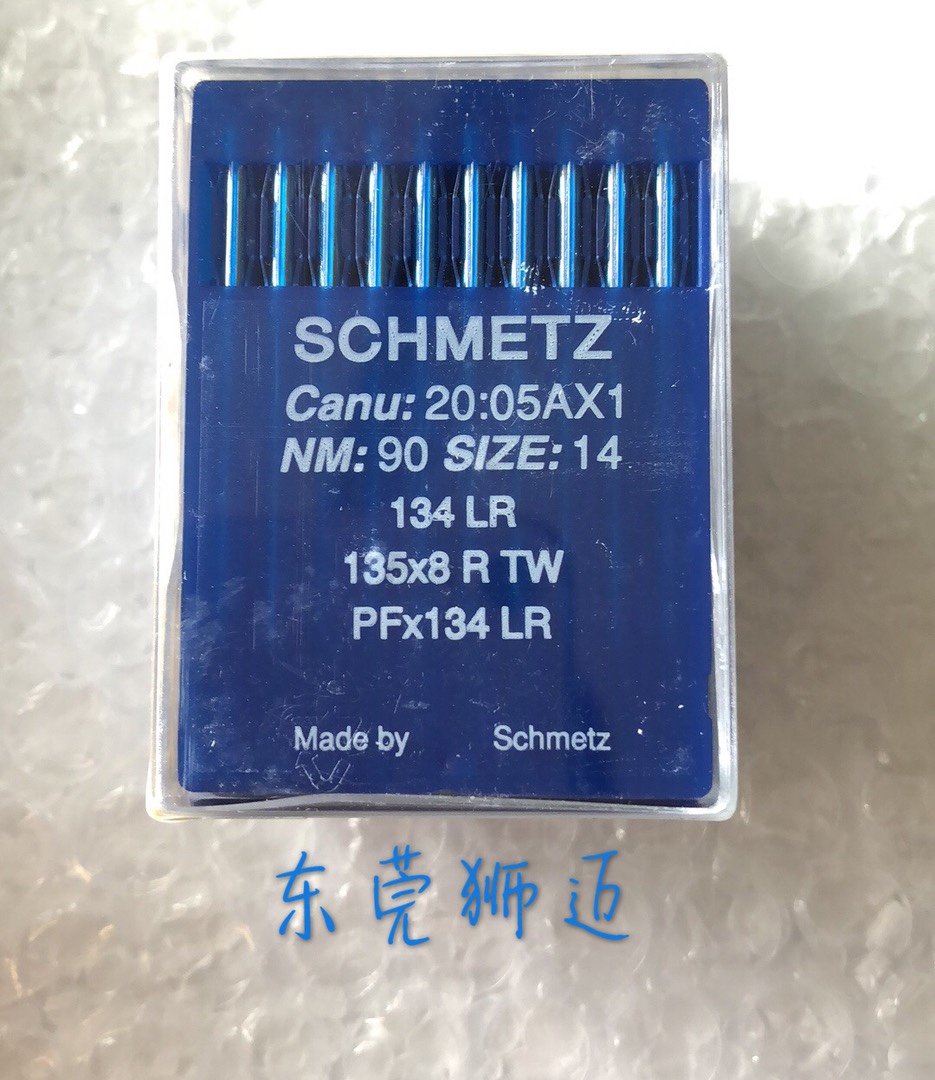 SCHMETZ
Canu: 20:05AX1
NM: 90 SIZE: 14
134 LR
135x8 R TW
PFx134 LR
Made by Schmetz
东莞狮迈